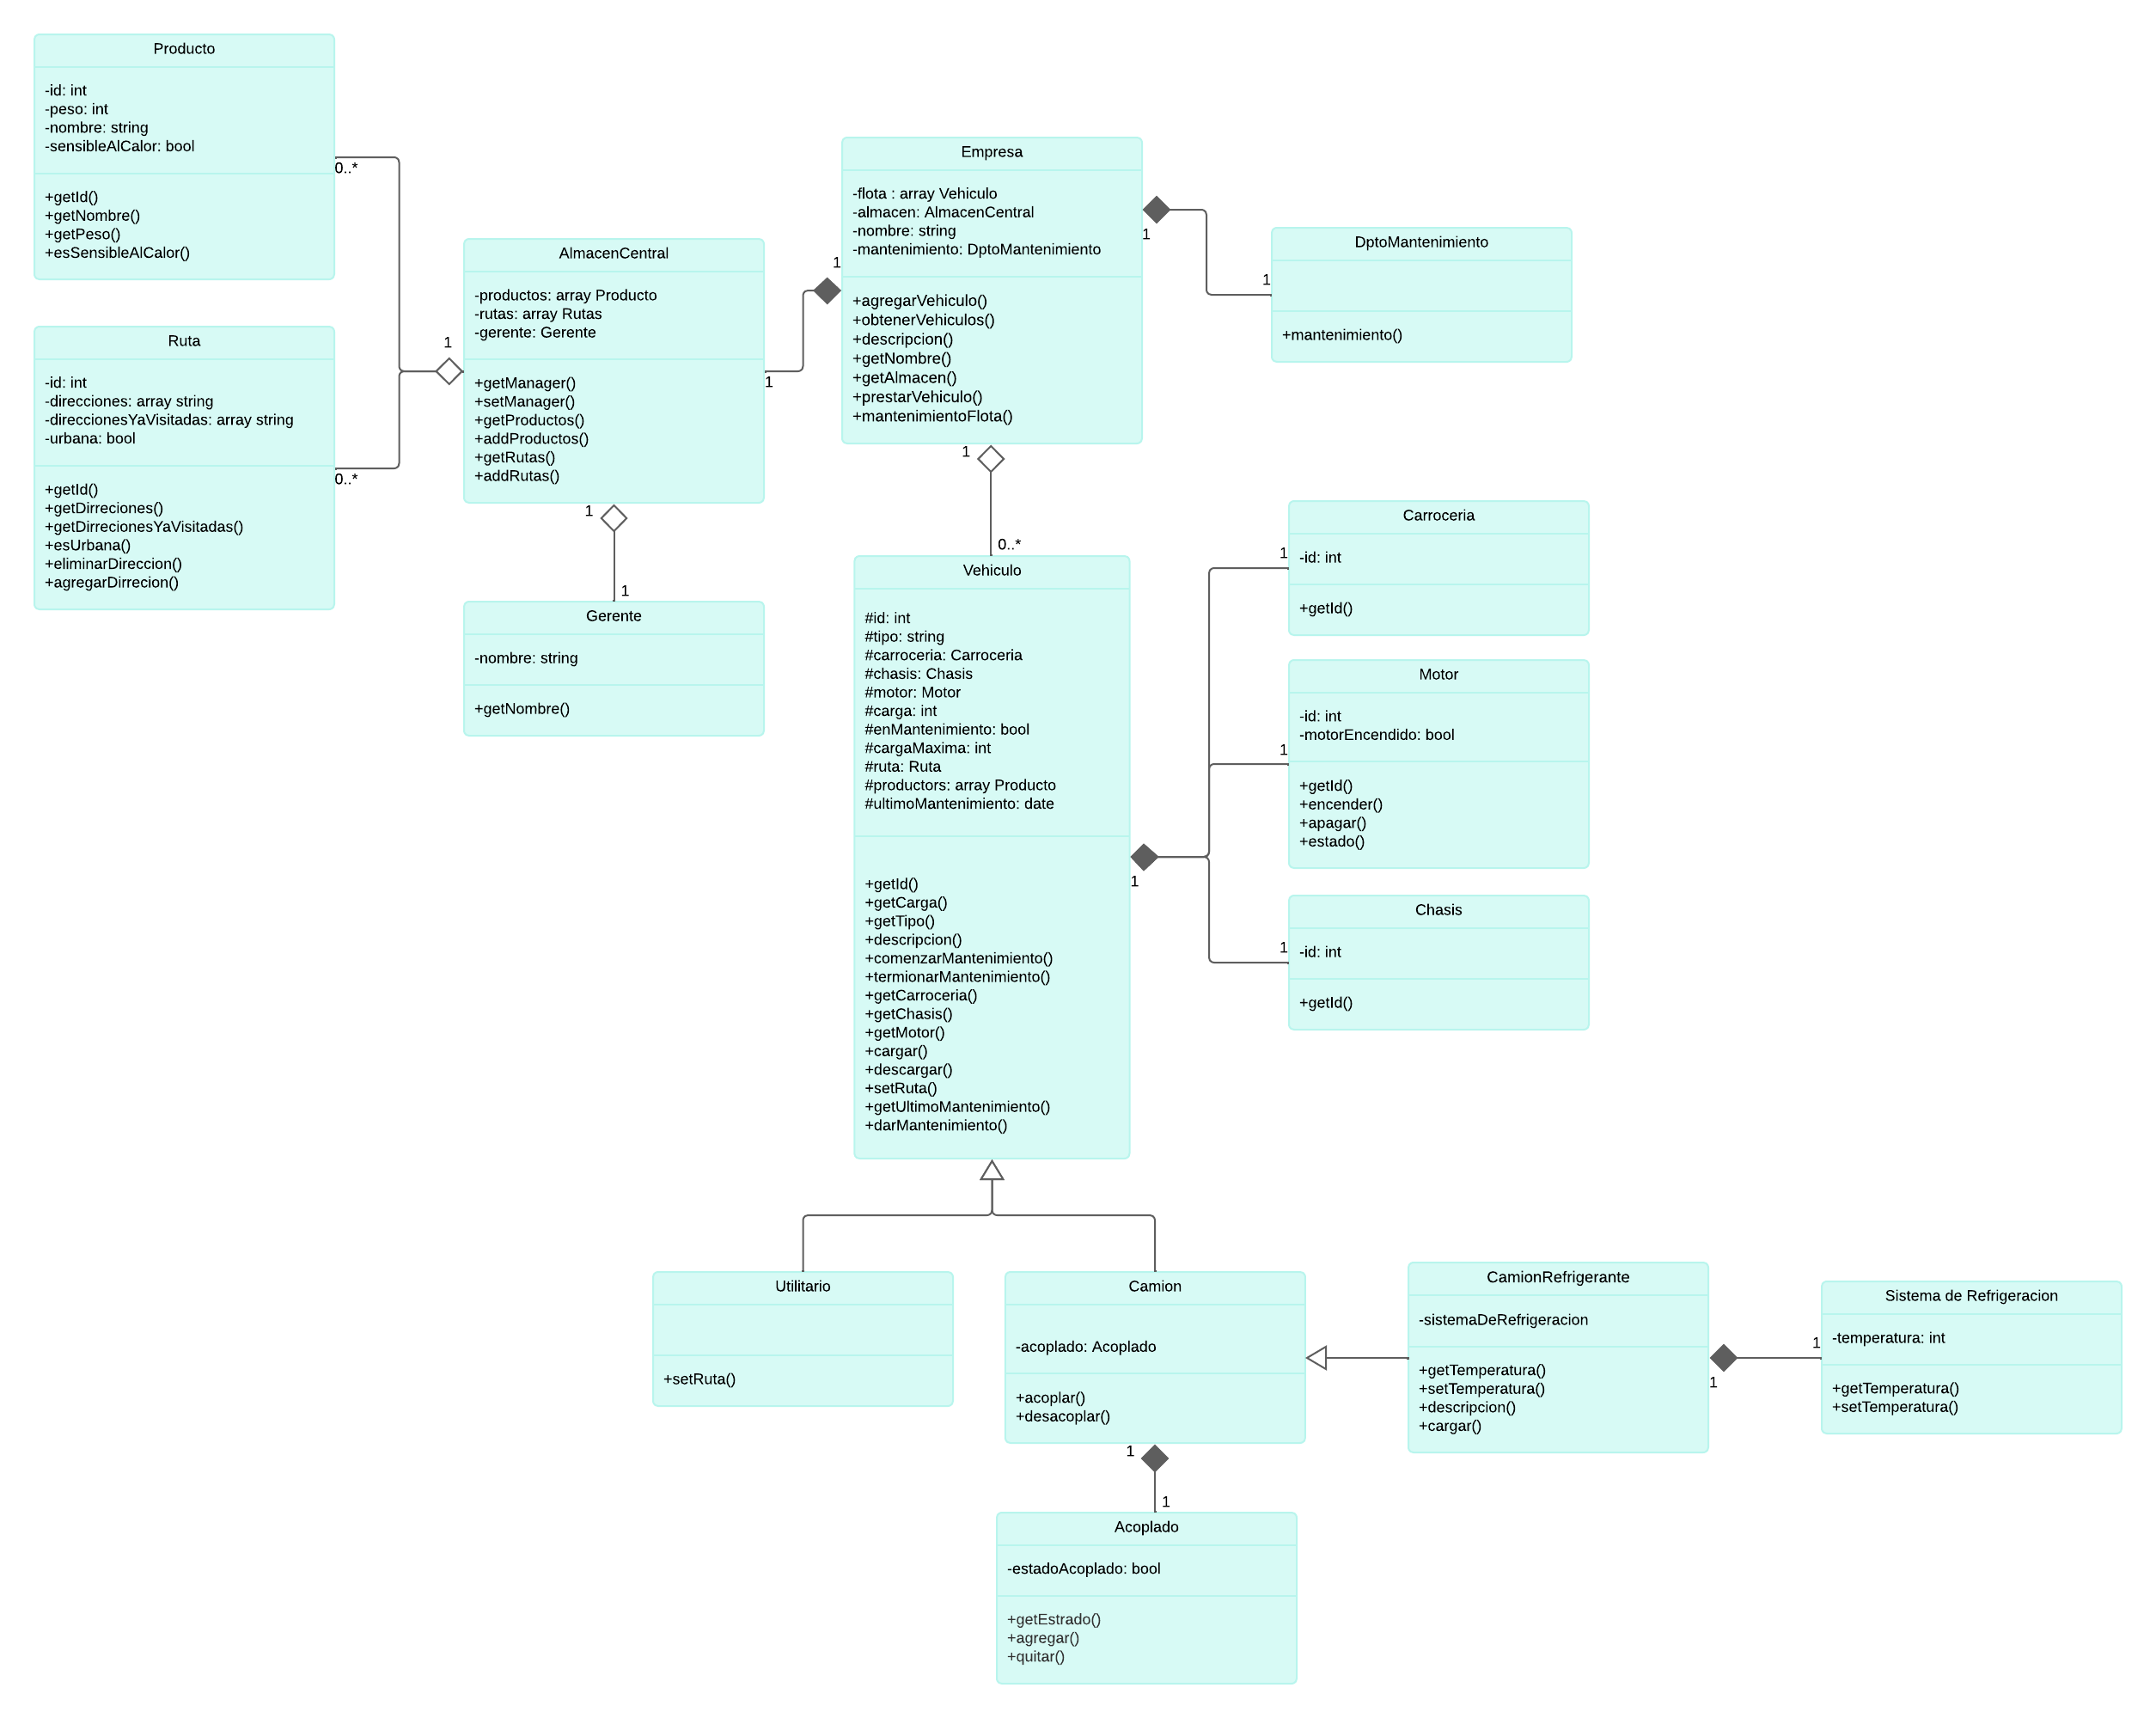 Producto
-id: int
-peso: int
-nombre: string
-sensibleAlCalor: bool
+getId()
+getNombre()
+getPeso()
+esSensibleAlCalor()
0..*
Ruta
-id: int
-direcciones: array string
-direccionesYaVisitadas: array string
-urbana: bool
+getId()
+getDirreciones()
+getDirrecionesYaVisitadas()
+esUrbana()
+eliminarDireccion()
+agregarDirrecion()
0..*
1
AlmacenCentral
-productos: array Producto
-rutas: array Rutas
-gerente: Gerente
+getManager()
+setManager()
+getProductos()
+addProductos()
+getRutas()
+addRutas()
1
1
1
1
Gerente
-nombre: string
+getNombre()
Empresa
-flota : array Vehiculo
-almacen: AlmacenCentral
-nombre: string
-mantenimiento: DptoMantenimiento
+agregarVehiculo()
+obtenerVehiculos()
+descripcion()
+getNombre()
+getAlmacen()
+prestarVehiculo()
+mantenimientoFlota()
1
1
DptoMantenimiento
+mantenimiento()
1
0..*
Vehiculo
#id: int
#tipo: string
#carroceria: Carroceria
#chasis: Chasis
#motor: Motor
#carga: int
#enMantenimiento: bool
#cargaMaxima: int
#ruta: Ruta
#productors: array Producto
#ultimoMantenimiento: date
+getId()
+getCarga()
+getTipo()
+descripcion()
+comenzarMantenimiento()
+termionarMantenimiento()
+getCarroceria()
+getChasis()
+getMotor()
+cargar()
+descargar()
+setRuta()
+getUltimoMantenimiento()
+darMantenimiento()
1
1
Carroceria
-id: int
+getId()
1
Motor
-id: int
-motorEncendido: bool
+getId()
+encender()
+apagar()
+estado()
1
Chasis
-id: int
+getId()
Utilitario
+setRuta()
Camion
-acoplado: Acoplado
+acoplar()
+desacoplar()
CamionRefrigerante
-sistemaDeRefrigeracion
+getTemperatura()
+setTemperatura()
+descripcion()
+cargar()
1
1
Sistema de Refrigeracion
-temperatura: int
+getTemperatura()
+setTemperatura()
1
1
Acoplado
-estadoAcoplado: bool
+getEstrado()
+agregar()
+quitar()